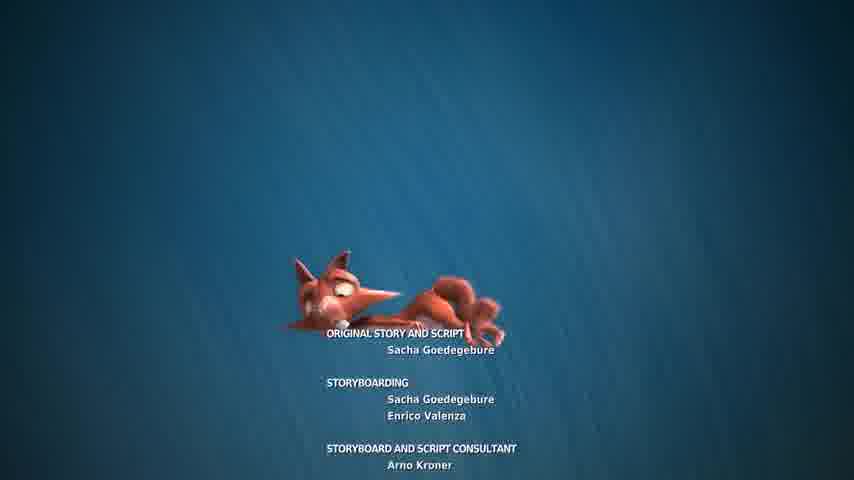 ORIGINAL STORY AND SCRIPT
Sacha Goedegebure
STORYBOARDING
Sacha Goedegebure
Enrico Valenza
STORYBOARD AND SCRIPT CONSULTANT
Arno Kroner